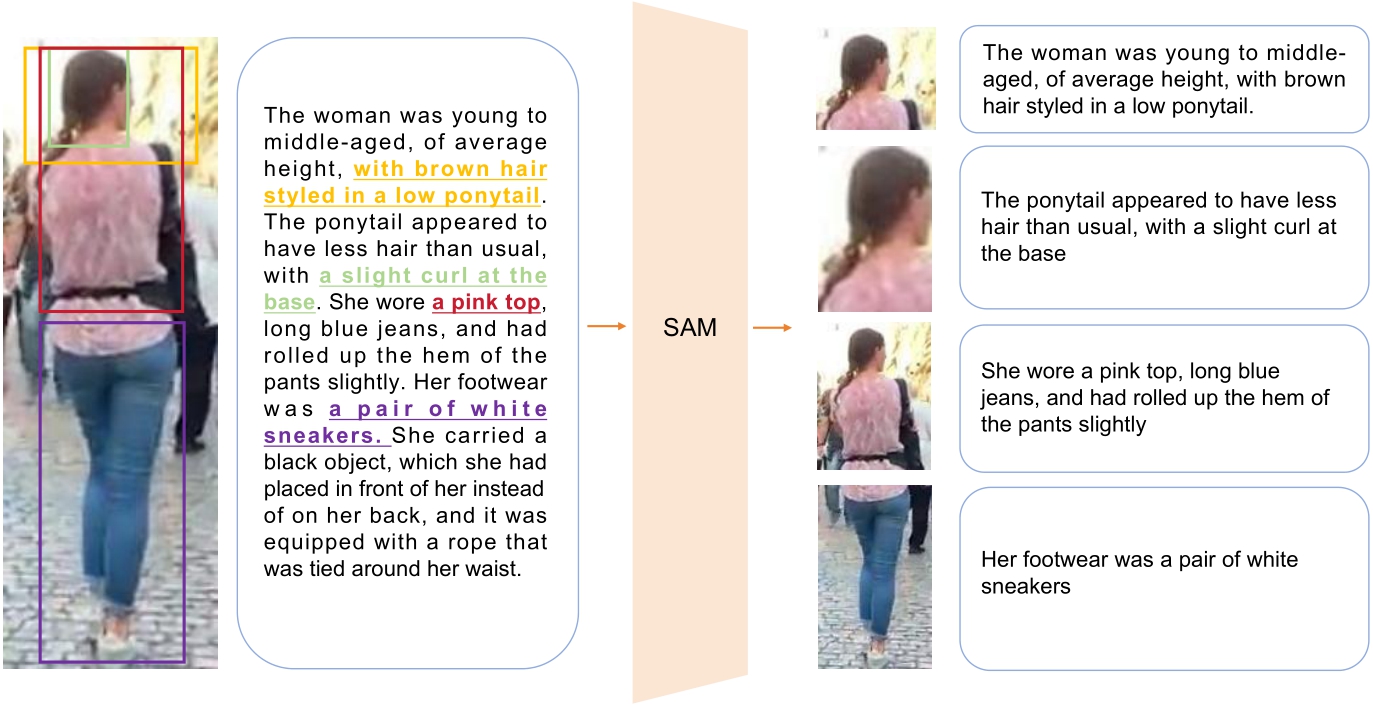 The woman was young to
middle-aged, of average
height, with brown hair
styled in a low ponytail.
The ponytail appeared to
have less hair than usual,
with a slight curl at the
base. She wore a pink top,
long blue jeans, and had
rolled up the hem of the
pants slightly. Her footwear
was a pair of white
sneakers. She carried a
black object, which she had
placed in front of her instead
of on her back, and it was
equipped with a rope that
was tied around her waist.
SAM
The woman was young to middle-
aged, of average height, with brown
hair styled in a low ponytail.
The ponytail appeared to have less
hair than usual, with a slight curl at
the base
She wore a pink top, long blue
jeans, and had rolled up the hem of
the pants slightly
Her footwear was a pair of white
sneakers